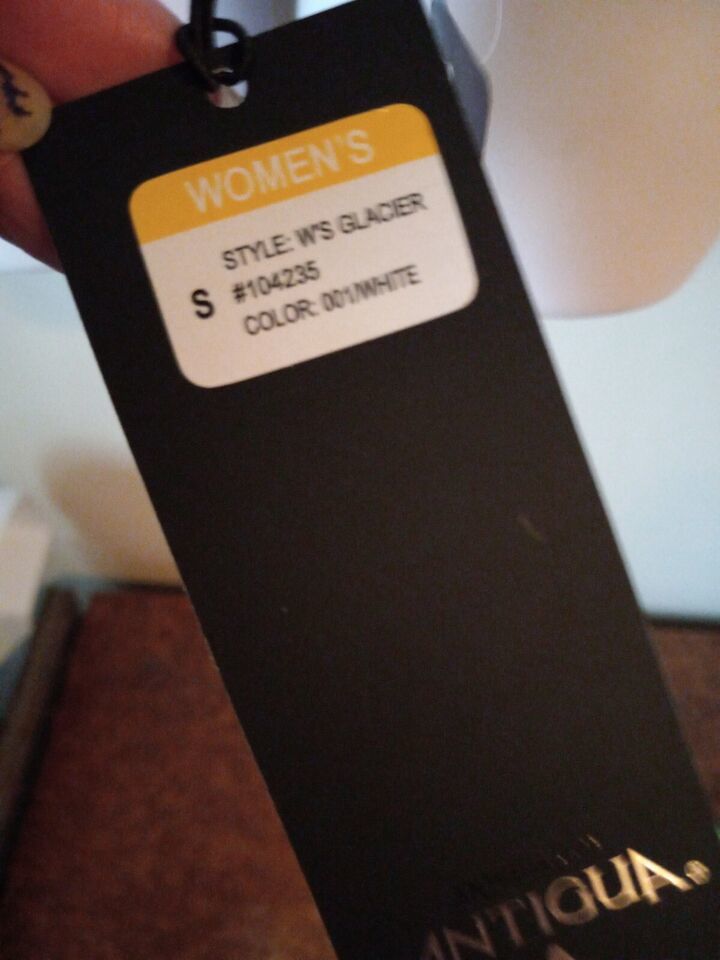 WOMEN'S
STYLE: W'S GLACIER
S #104235
COLOR: 001/WHITE
ANTIGUA®